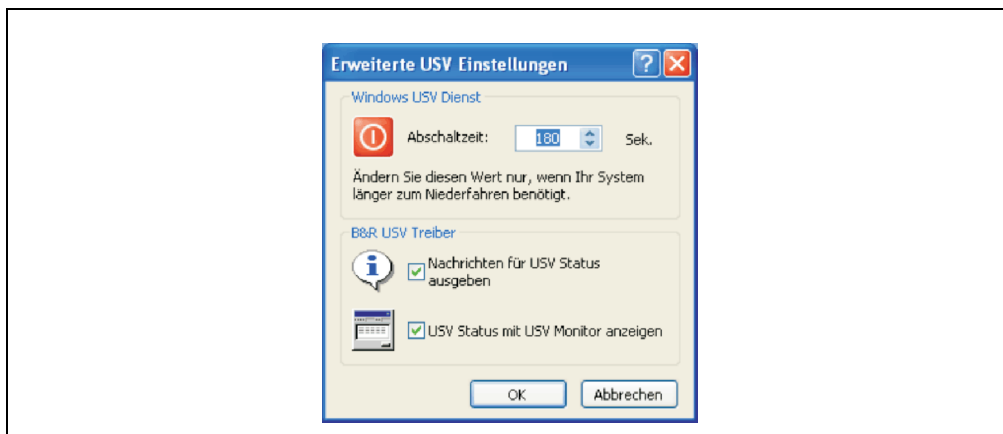 Erweiterte USV Einstellungen
Windows USV Dienst
Abschaltzeit: 180 Sek.
Ändern Sie diesen Wert nur, wenn Ihr System
länger zum Niederfahren benötigt.
B&R USV Treiber
Nachrichten für USV Status
ausgeben
USV Status mit USV Monitor anzeigen
OK Abbrechen